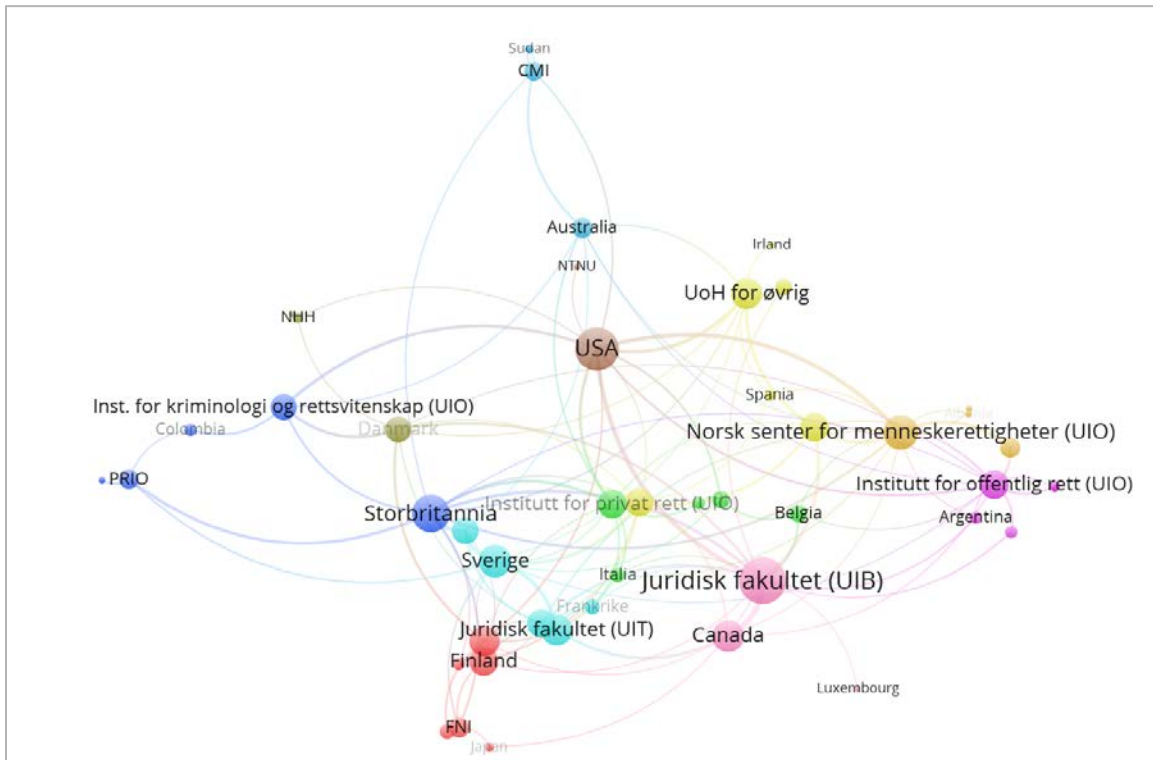 Sudan
CMI
Australia
NTNU
Irland
UoH for øvrig
NHH
USA
Spania
Inst. for kriminologi og rettsvitenskap (UIO)
Colombia
Danmark
Norsk senter for menneskerettigheter (UIO)
PRIO
Institutt for offentlig rett (UIO)
Institutt for privat rett (UIO)
Storbritannia
Belgia
Argentina
Sverige
Italia
Juridisk fakultet (UIB)
Frankrike
Juridisk fakultet (UIT)
Canada
Finland
Luxembourg
FNI
Japan